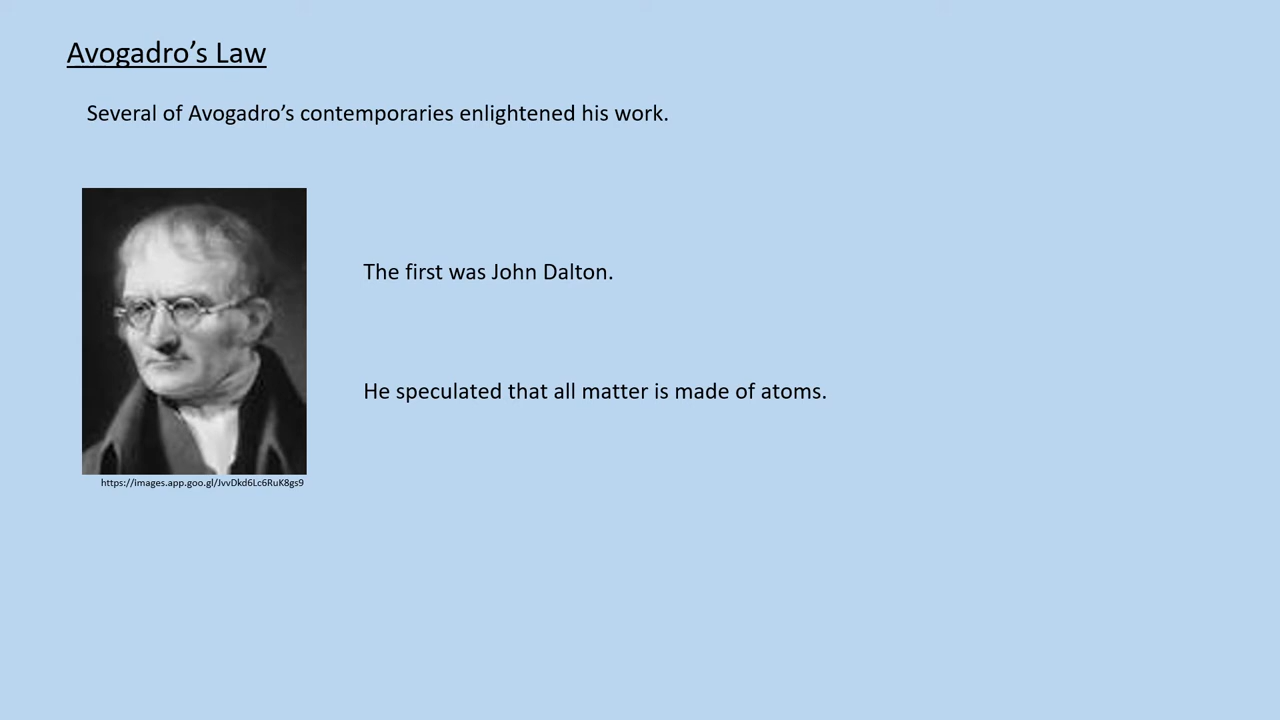 Avogadro’s Law
Several of Avogadro’s contemporaries enlightened his work.
The first was John Dalton.
He speculated that all matter is made of atoms.
https://images.app.goo.gl/JvvDkd6Lc6RuK8gs9